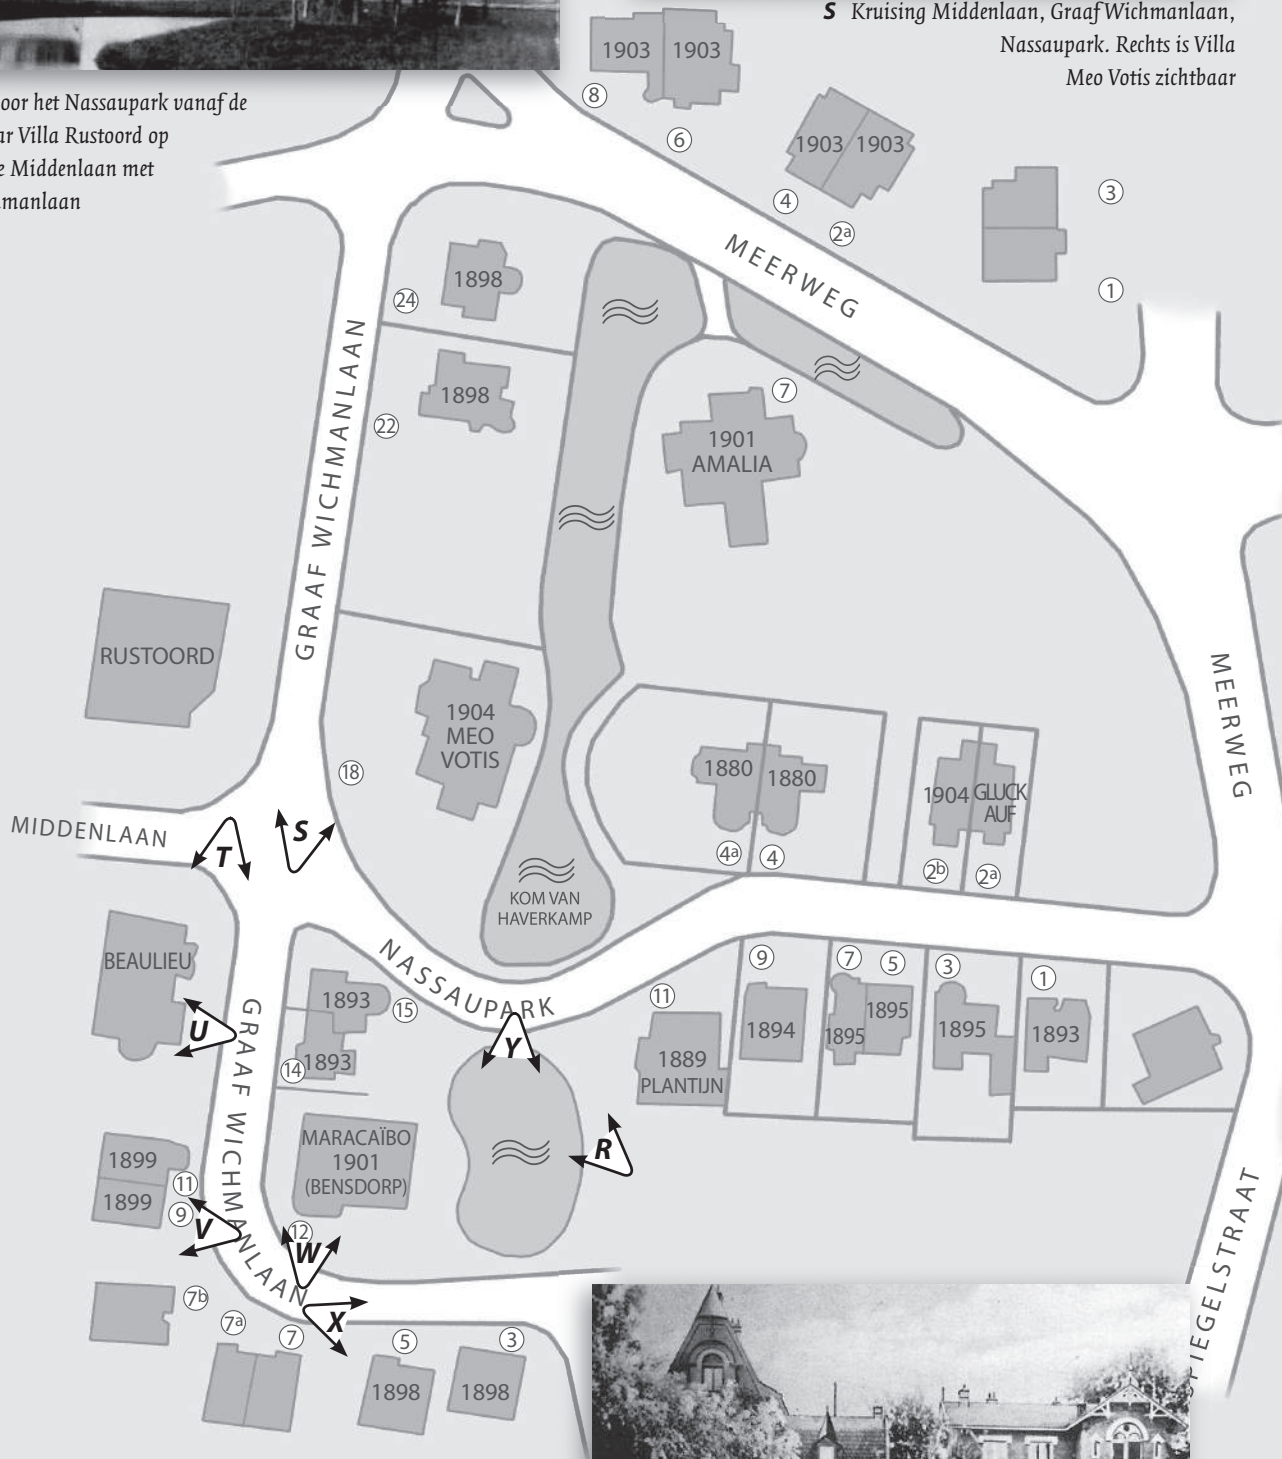 S Kruising Middenlaan, Graaf Wichmanlaan,
Nassaupark. Rechts is Villa
Meo Votis zichtbaar
oor het Nassaupark vanaf de
ar Villa Rustoord op
e Middenlaan met
hmanlaan
1903
1903
8
6
1903
1903
4
2a
3
1
MEERWEG
1898
24
1898
22
GRAAF WICHMANLAAN
7
1901
AMALIA
RUSTOORD
1904
MEO
VOTIS
18
MEERWEG
1880
1880
4a
4
1904
GLUCK
AUF
2b
2a
MIDDENLAAN
T
S
KOM VAN
HAVERKAMP
BEAULIEU
NASSAUPARK
1893
15
14
1893
U
GRAAF WICHMANLAAN
Y
11
1889
PLANTIJN
9
1894
7
5
1895
1895
3
1895
1
1893
MARACAÏBO
1901
(BENSDORP)
R
1899
1899
11
9
V
12
W
7b
7a
7
X
5
1898
3
1898
SPIEGELSTRAAT